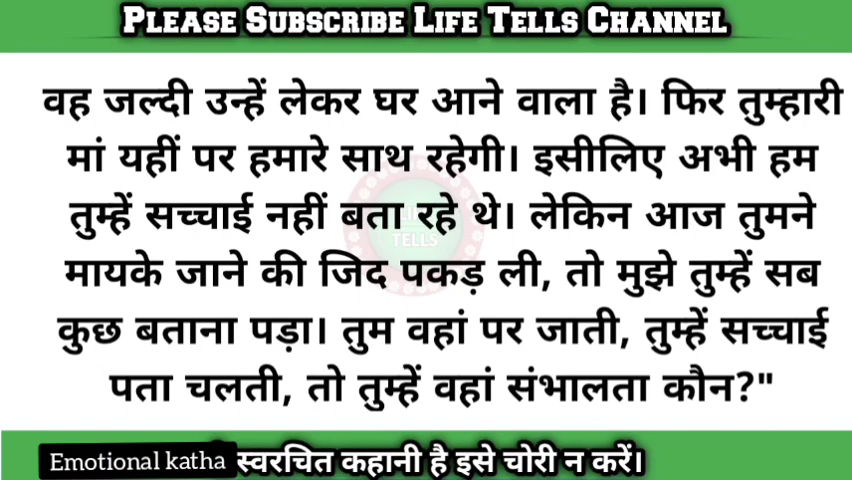 PLEASE SUBSCRIBE LIFE TELLS CHANNEL
वह जल्दी उन्हें लेकर घर आने वाला है। फिर तुम्हारी
मां यहीं पर हमारे साथ रहेगी। इसीलिए अभी हम
तुम्हें सच्चाई नहीं बता रहे थे। लेकिन आज तुमने
मायके जाने की जिद पकड़ ली, तो मुझे तुम्हें सब
कुछ बताना पड़ा। तुम वहां पर जाती, तुम्हें सच्चाई
पता चलती, तो तुम्हें वहां संभालता कौन?"
TELLS
Emotional katha स्वरचित कहानी है इसे चोरी न करें।